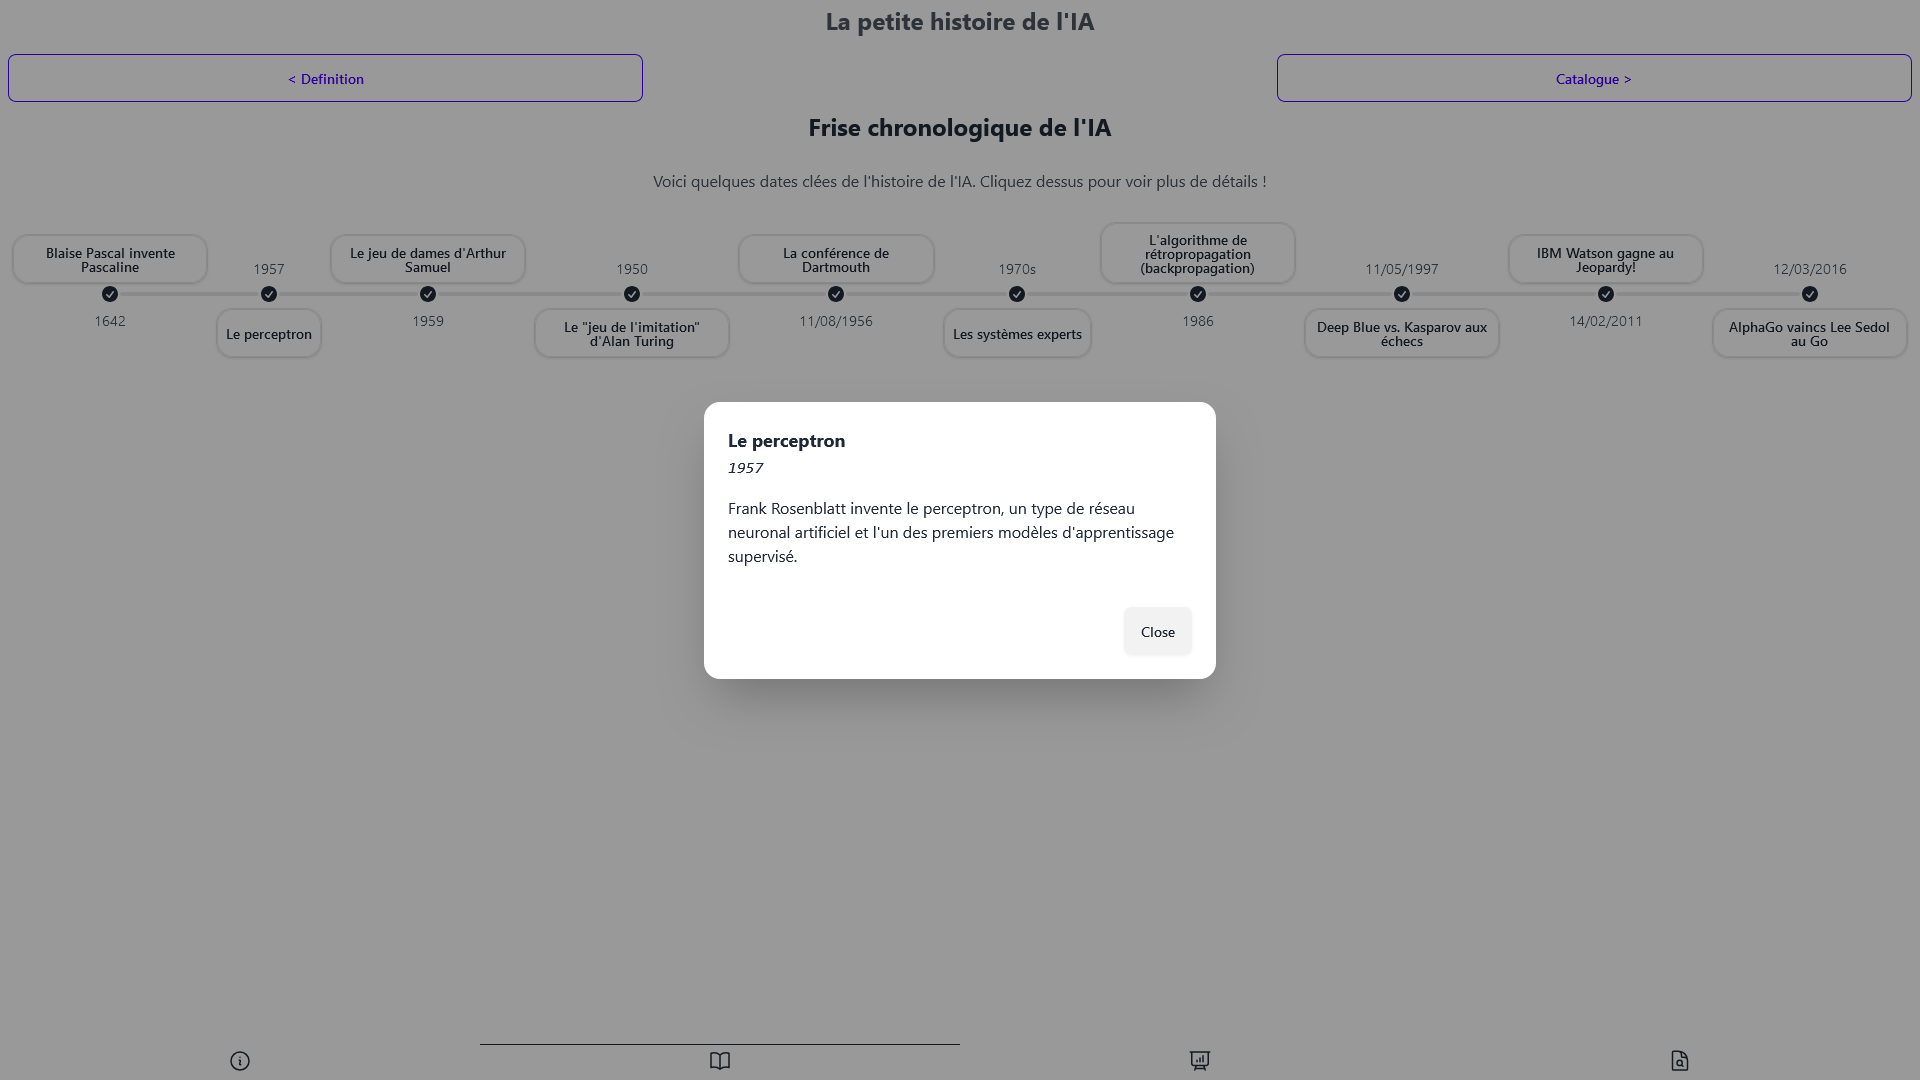 La petite histoire de l'IA
< Definition
Catalogue >
Frise chronologique de l'IA
Voici quelques dates clées de l'histoire de l'IA. Cliquez dessus pour voir plus de détails !
Blaise Pascal invente
Pascaline
1642
1957
Le perceptron
Le jeu de dames d'Arthur
Samuel
1959
1950
Le "jeu de l'imitation"
d'Alan Turing
La conférence de
Dartmouth
11/08/1956
1970s
Les systèmes experts
L'algorithme de
rétropropagation
(backpropagation)
1986
11/05/1997
Deep Blue vs. Kasparov aux
échecs
IBM Watson gagne au
Jeopardy!
14/02/2011
12/03/2016
AlphaGo vaincs Lee Sedol
au Go
Le perceptron
1957
Frank Rosenblatt invente le perceptron, un type de réseau
neuronal artificiel et l'un des premiers modèles d'apprentissage
supervisé.
Close